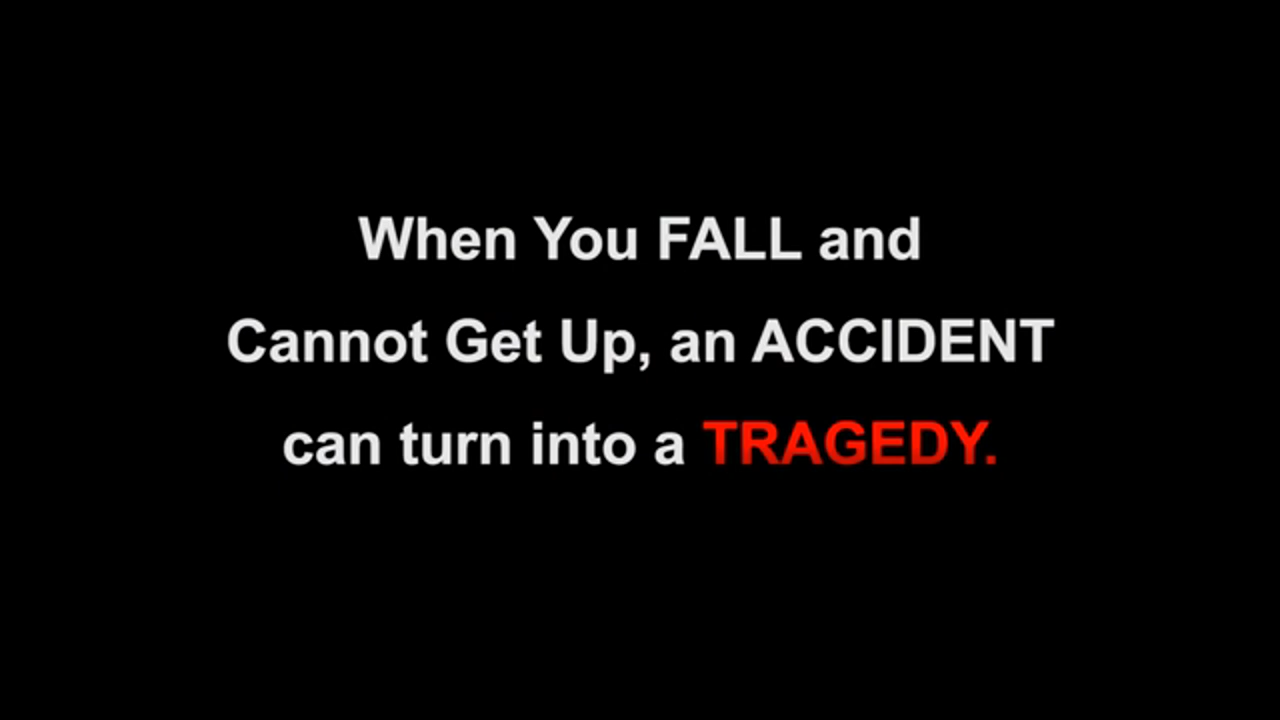 When You FALL and
Cannot Get Up, an ACCIDENT
can turn into a TRAGEDY.